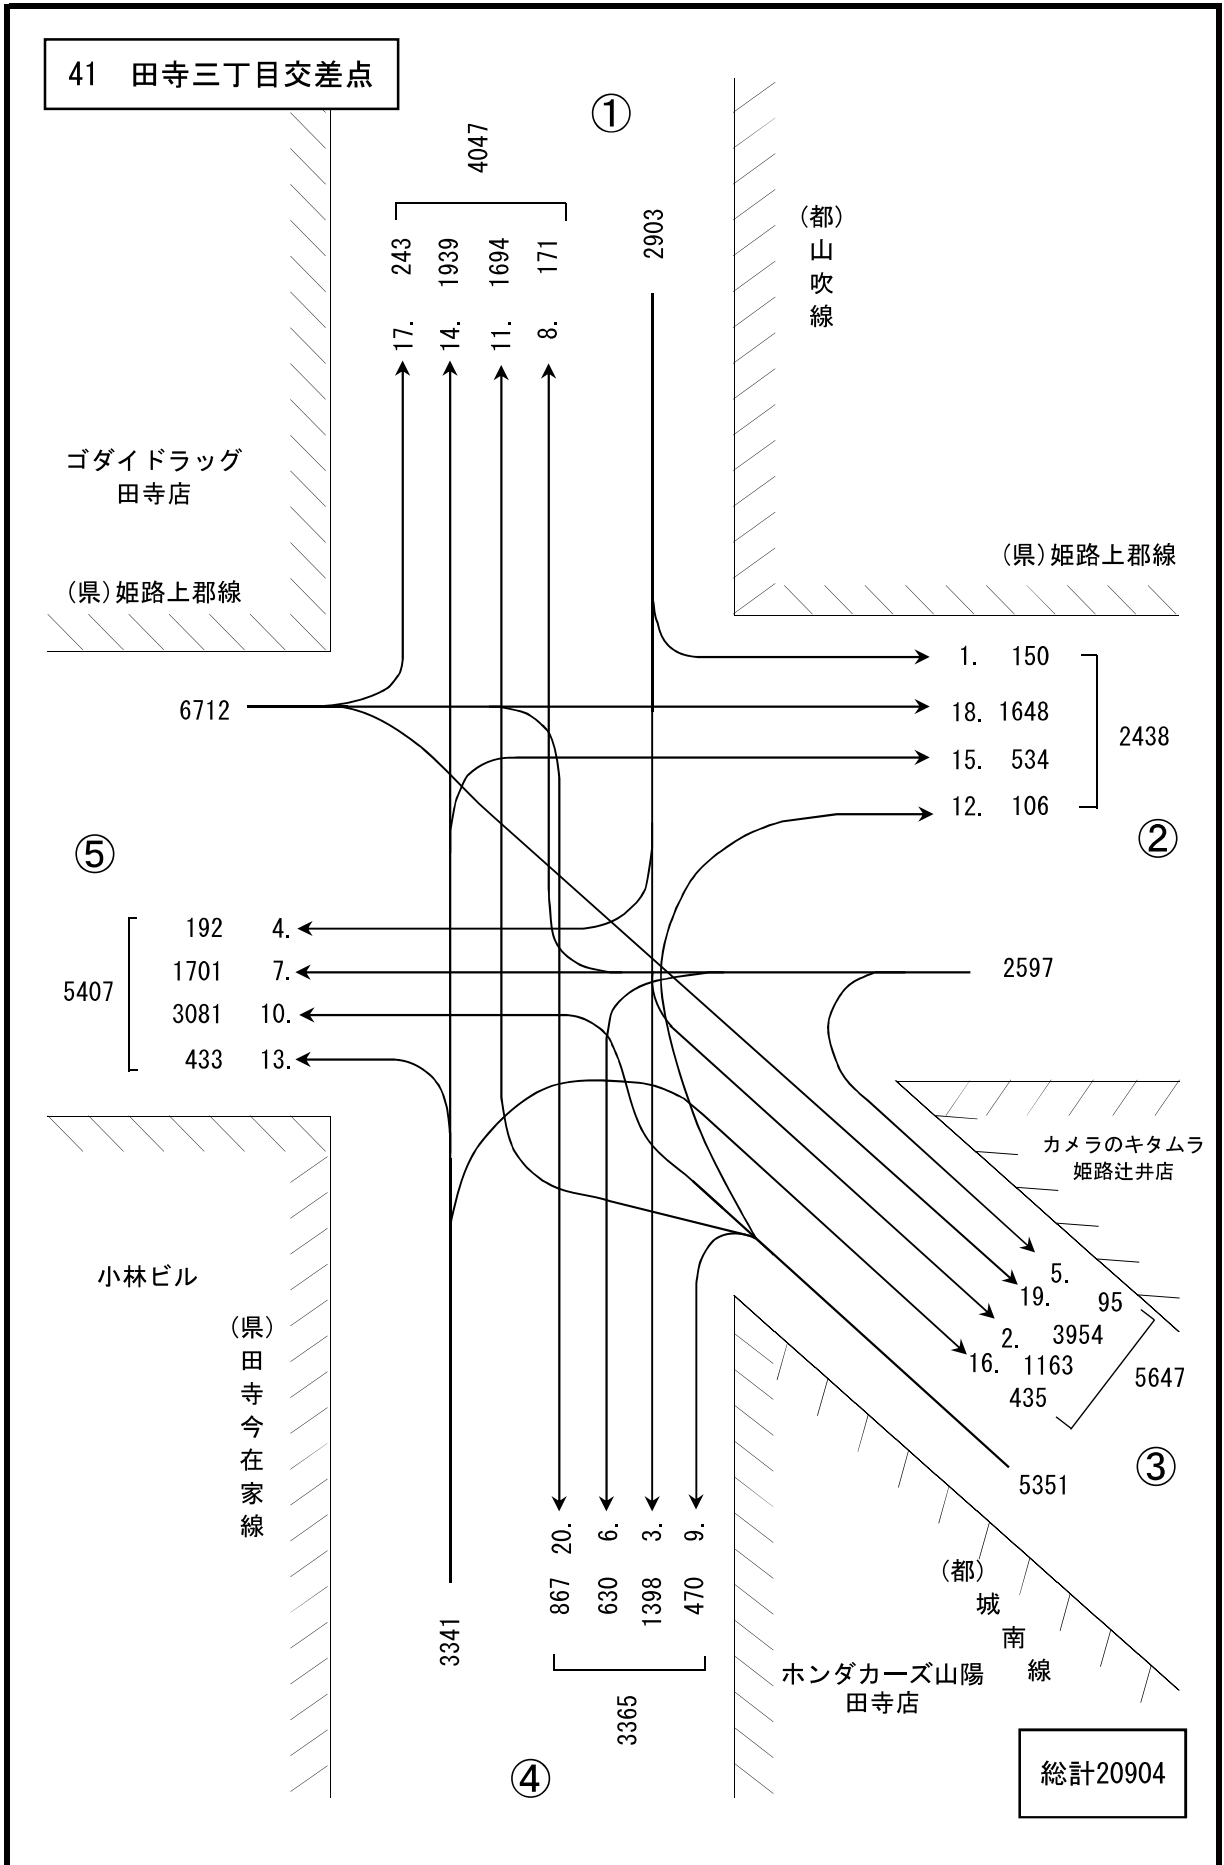 41 田寺三丁目交差点
①
4047
243
1939
1694
171
17.
14.
11.
8.
2903
(都)
山
吹
線
ゴダイドラッグ
田寺店
(県)姫路上郡線
(県)姫路上郡線
6712
1. 150
18. 1648
15. 534
12. 106
2438
②
⑤
192 4.
1701 7.
3081 10.
433 13.
5407
2597
カメラのキタムラ
姫路辻井店
小林ビル
(県)
田
寺
今
在
家
線
5.
19.
2.
16.
95
3954
1163
435
5647
③
5351
20.
6.
3.
9.
867
630
1398
470
3341
3365
④
(都)
城
南
線
ホンダカーズ山陽
田寺店
総計20904